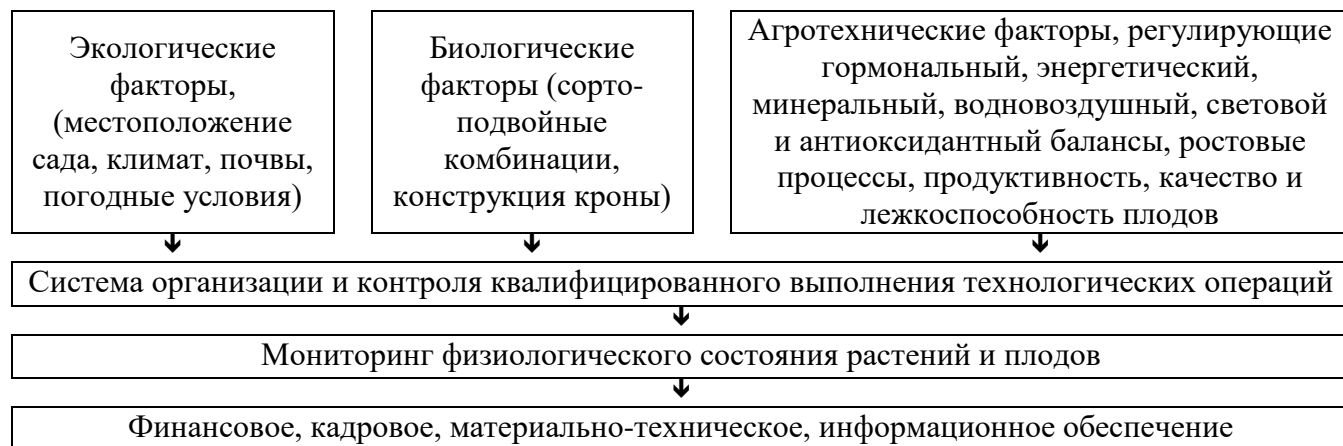 Экологические
факторы,
(местоположение
сада, климат, почвы,
погодные условия)
Биологические
факторы (сорто-
подвойные
комбинации,
конструкция кроны)
Агротехнические факторы, регулирующие
гормональный, энергетический,
минеральный, водновоздушный, световой
и антиоксидантный балансы, ростовые
процессы, продуктивность, качество и
лежкоспособность плодов
Система организации и контроля квалифицированного выполнения технологических операций
Мониторинг физиологического состояния растений и плодов
Финансовое, кадровое, материально-техническое, информационное обеспечение